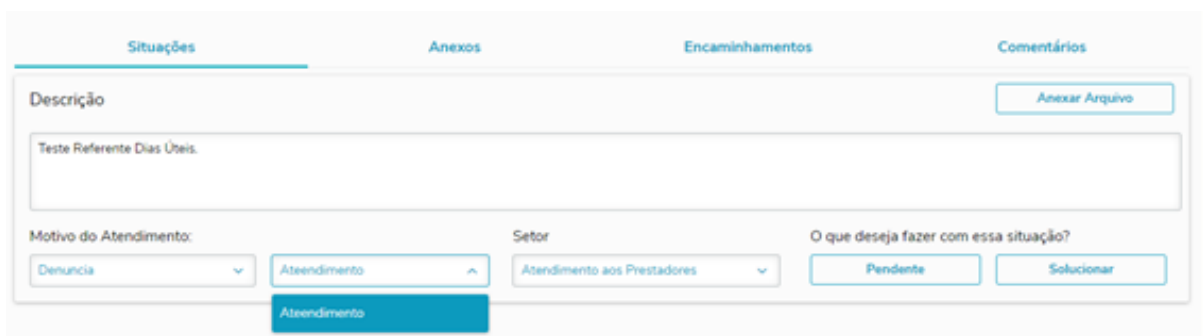 Situações Anexos Encaminhamentos Comentários
Descrição Anexar Arquivo
Teste Referente Dias Úteis.
Motivo do Atendimento: Setor O que deseja fazer com essa situação?
Denuncia Ateendimento Atendimento aos Prestadores Pendente Solucionar
Ateendimento